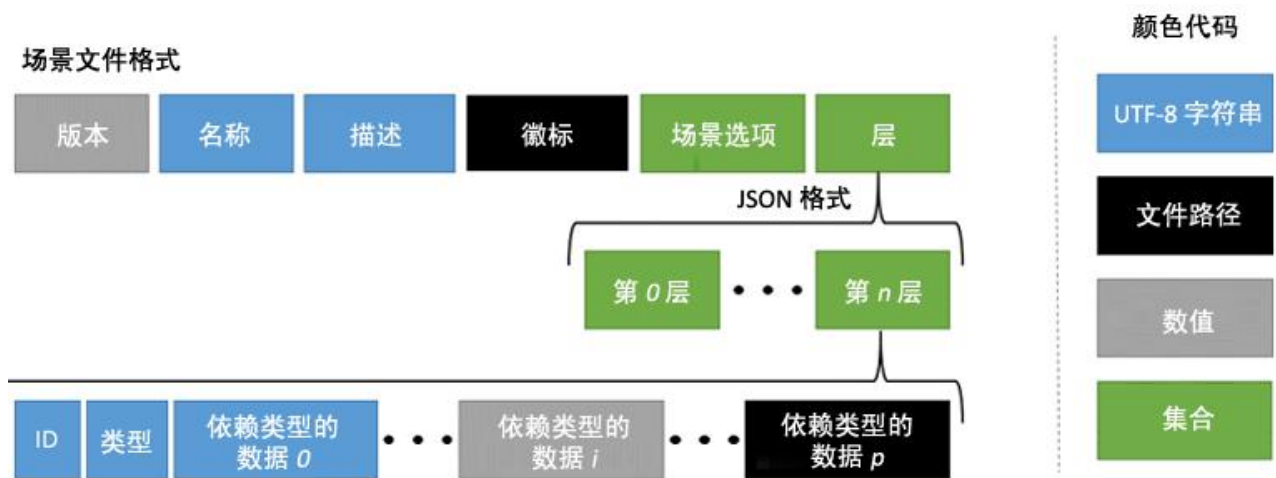 颜色代码
场景文件格式
版本 名称 描述 徽标 场景选项 层
UTF-8 字符串
JSON 格式
文件路径
第 0 层 • • • 第 n 层
数值
ID 类型 依赖类型的 • • • 依赖类型的 • • • 依赖类型的
数据 0 数据 i 数据 p
集合